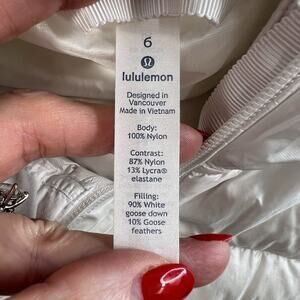 6
lululemon
Designed in
Vancouver
Made in Vietnam
Body:
100% Nylon
Contrast:
87% Nylon
13% Lycra®
elastane
Filling:
90% White
goose down
10% Goose
feathers